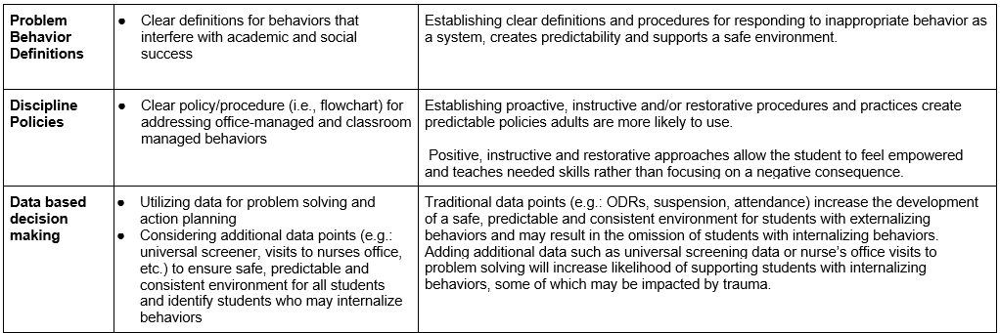 Problem
Behavior
Definitions
● Clear definitions for behaviors that
interfere with academic and social
success
Establishing clear definitions and procedures for responding to inappropriate behavior as
a system, creates predictability and supports a safe environment.
Discipline
Policies
● Clear policy/procedure (i.e., flowchart) for
addressing office-managed and classroom
managed behaviors
Establishing proactive, instructive and/or restorative procedures and practices create
predictable policies adults are more likely to use.
Positive, instructive and restorative approaches allow the student to feel empowered
and teaches needed skills rather than focusing on a negative consequence.
Data based
decision
making
● Utilizing data for problem solving and
action planning
● Considering additional data points (e.g.:
universal screener, visits to nurses office,
etc.) to ensure safe, predictable and
consistent environment for all students
and identify students who may internalize
behaviors
Traditional data points (e.g.: ODRs, suspension, attendance) increase the development
of a safe, predictable and consistent environment for students with externalizing
behaviors and may result in the omission of students with internalizing behaviors.
Adding additional data such as universal screening data or nurse's office visits to
problem solving will increase likelihood of supporting students with internalizing
behaviors, some of which may be impacted by trauma.